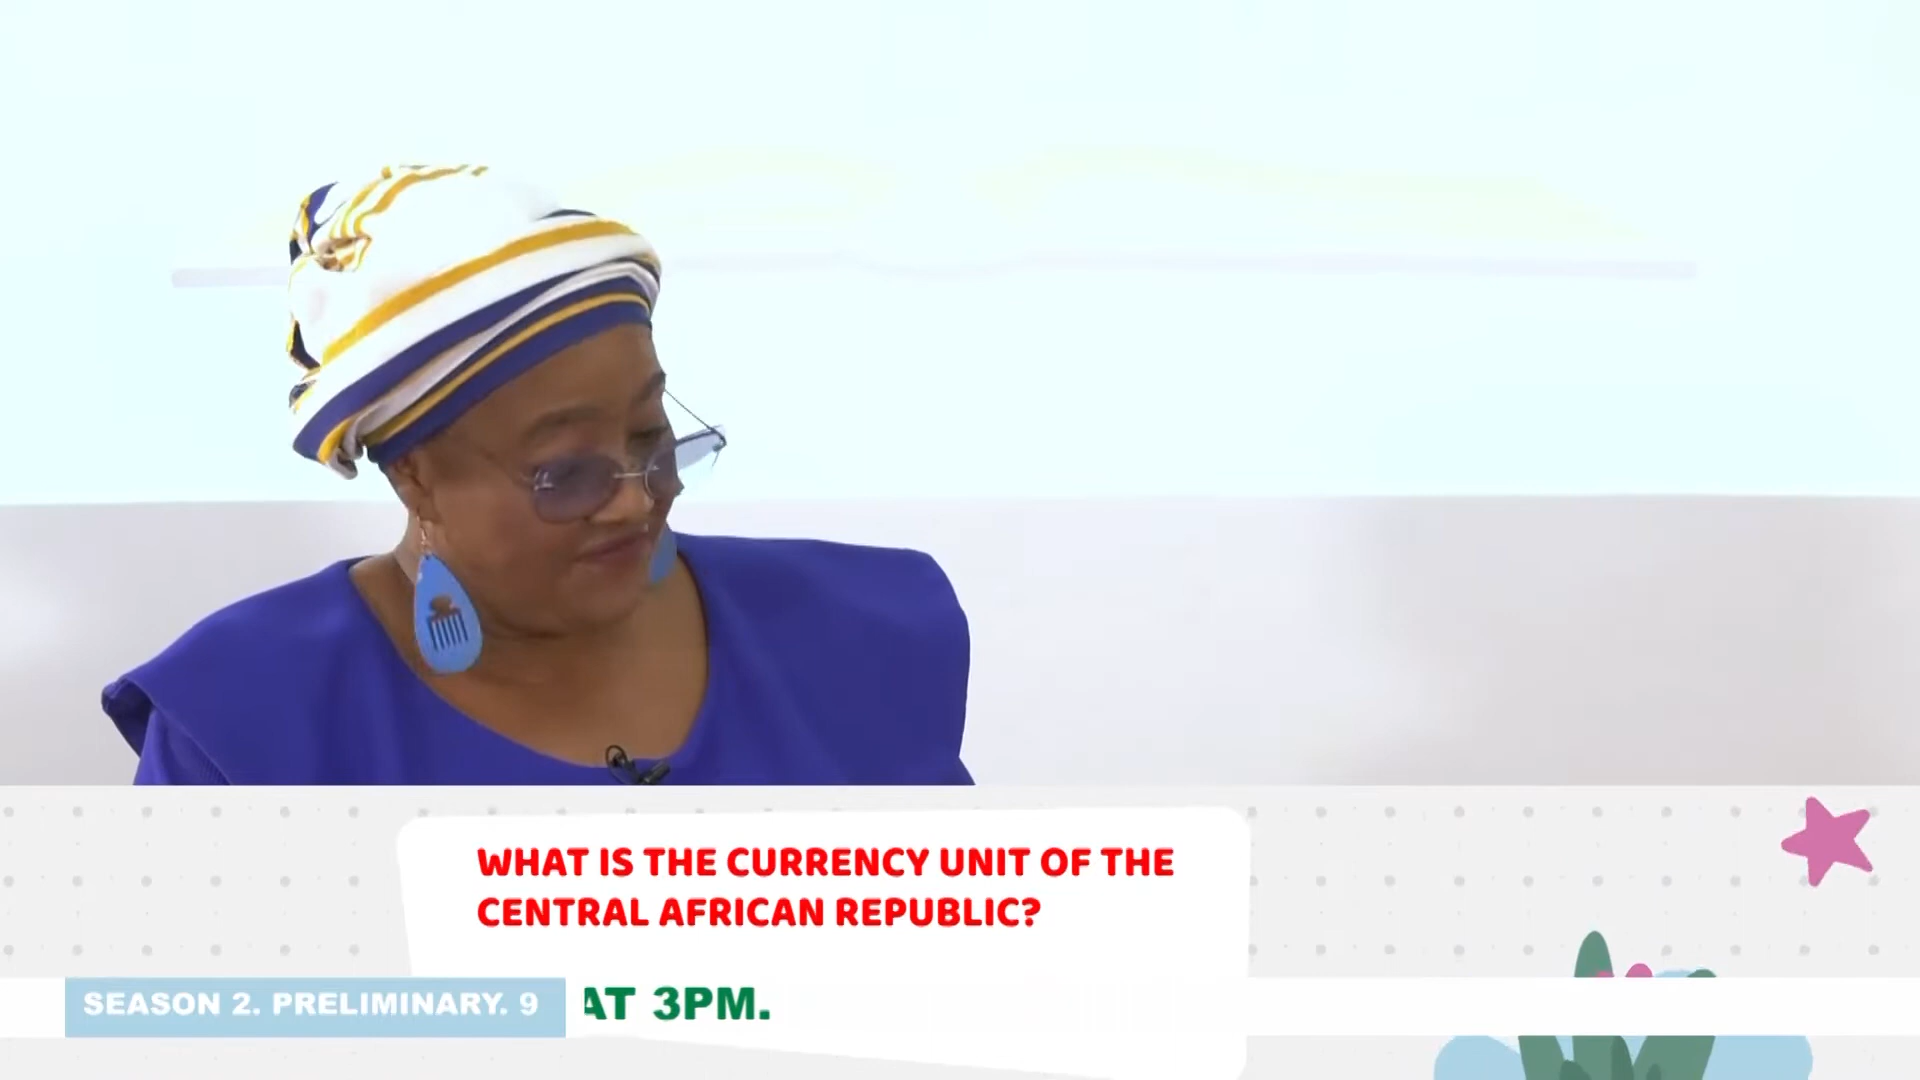 WHAT IS THE CURRENCY UNIT OF THE
CENTRAL AFRICAN REPUBLIC?
SEASON 2. PRELIMINARY. 9
AT 3PM.